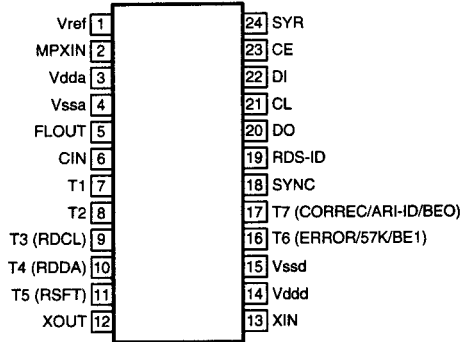 Vref 1 24 SYR
MPXIN 2 23 CE
Vdda 3 22 DI
Vssa 4 21 CL
FLOUT 5 20 DO
CIN 6 19 RDS-ID
T1 7 18 SYNC
T2 8 17 T7 (CORREC/ARI-ID/BEO)
T3 (RDCL) 9 16 T6 (ERROR/57K/BE1)
T4 (RDDA) 10 15 Vssd
T5 (RSFT) 11 14 Vddd
XOUT 12 13 XIN